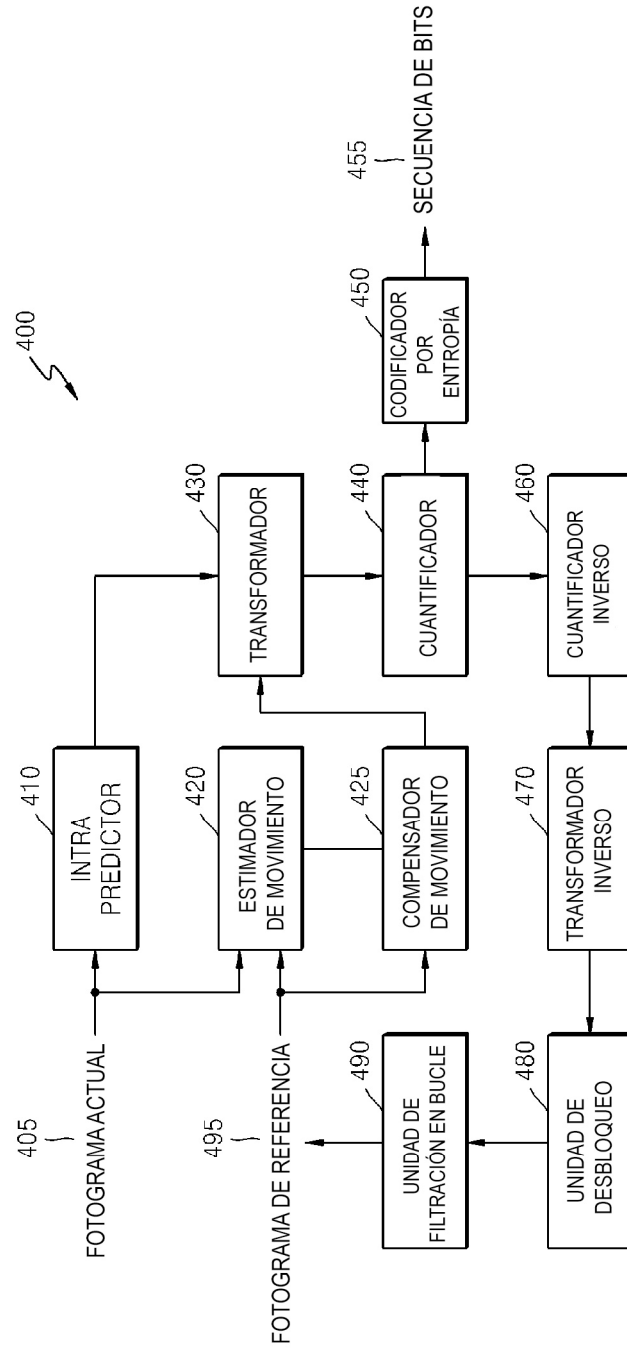 400
405
FOTOGRAMA ACTUAL
410
INTRA
PREDICTOR
495
FOTOGRAMA DE REFERENCIA
420
ESTIMADOR
DE MOVIMIENTO
430
TRANSFORMADOR
425
COMPENSADOR
DE MOVIMIENTO
440
CUANTIFICADOR
450
CODIFICADOR
POR
ENTROPÍA
455
SECUENCIA DE BITS
490
UNIDAD DE
FILTRACIÓN EN BUCLE
480
UNIDAD DE
DESBLOQUEO
470
TRANSFORMADOR
INVERSO
460
CUANTIFICADOR
INVERSO